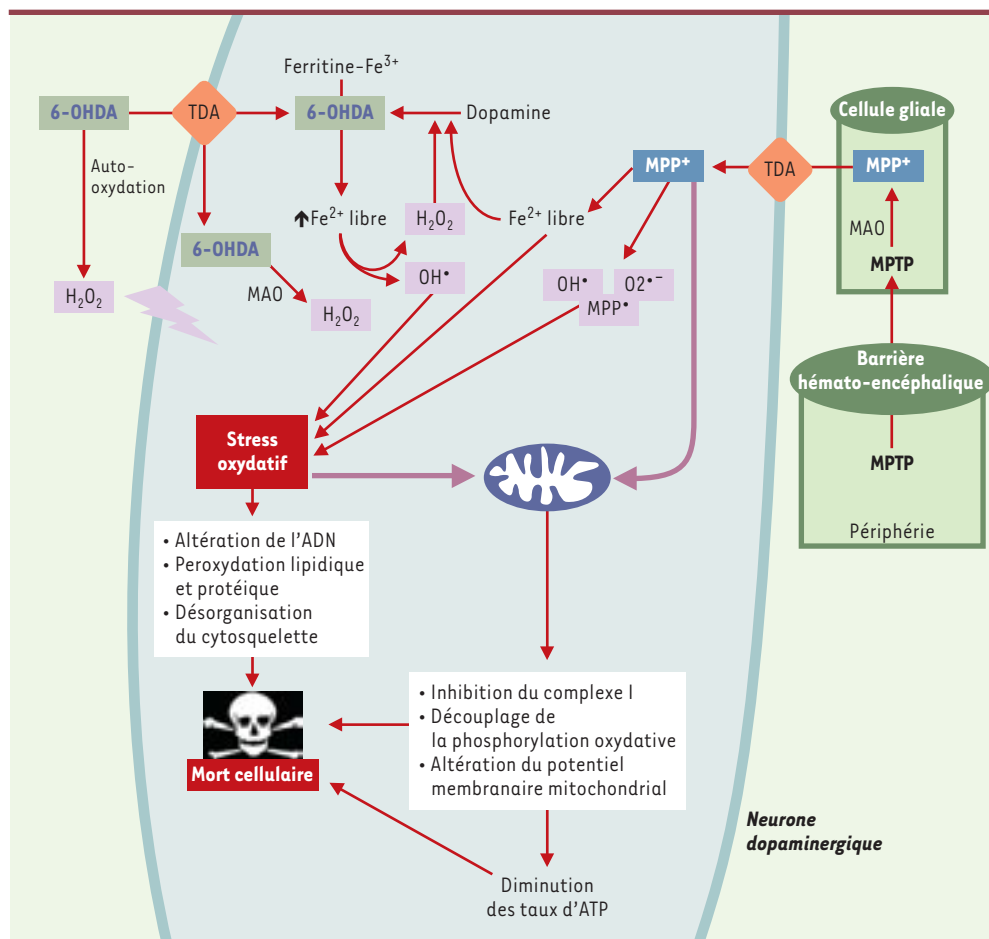 Ferritine-Fe³⁺
6-OHDA
TDA
6-OHDA
Dopamine
Auto-
oxydation
H₂O₂
6-OHDA
MAO
H₂O₂
↑Fe²⁺ libre
H₂O₂
OH•
Fe²⁺ libre
MPP⁺
OH•
O2•⁻
MPP•
TDA
Cellule gliale
MPP⁺
MAO
MPTP
Barrière
hémato-encéphalique
MPTP
Périphérie
Stress
oxydatif
• Altération de l'ADN
• Peroxydation lipidique
et protéique
• Désorganisation
du cytosquelette
Mort cellulaire
• Inhibition du complexe I
• Découplage de
la phosphorylation oxydative
• Altération du potentiel
membranaire mitochondrial
Diminution
des taux d'ATP
Neurone
dopaminergique